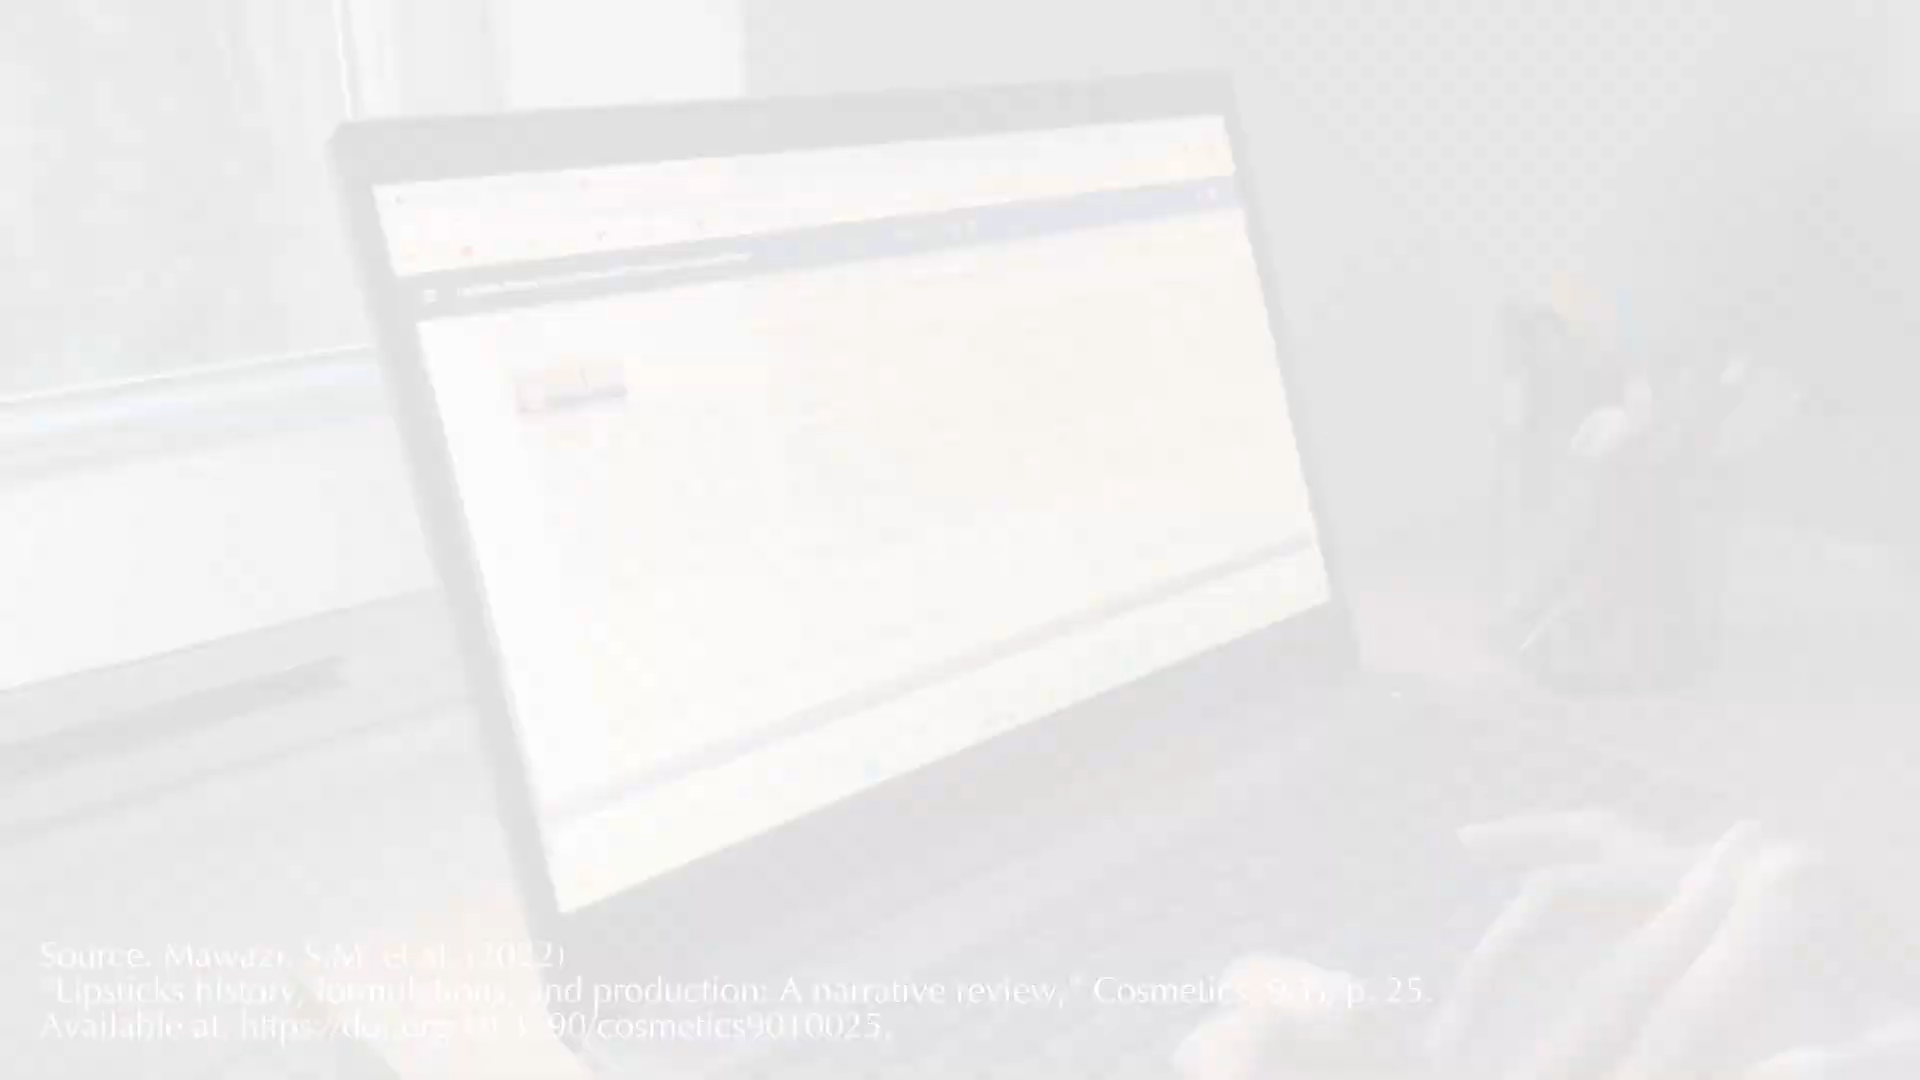 Source. Mawazi, S.M. et al. (2022)
"Lipsticks history, formulations, and production: A narrative review," Cosmetics, 9(1), p. 25.
Available at: https://doi.org/10.3390/cosmetics9010025.